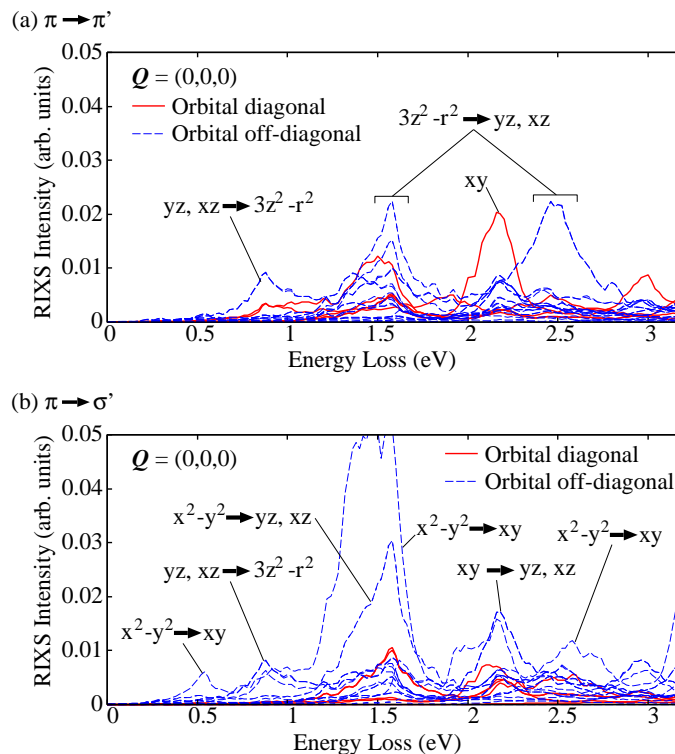 (a) π➡π’
0.05
0.04
0.03
0.02
0.01
0
RIXS Intensity (arb. units)
Q = (0,0,0)
Orbital diagonal
Orbital off-diagonal
3z²-r²➡yz, xz
xy
yz, xz➡3z²-r²
0 0.5 1 1.5 2 2.5 3
Energy Loss (eV)
(b) π➡σ’
0.05
0.04
0.03
0.02
0.01
0
RIXS Intensity (arb. units)
Q = (0,0,0)
Orbital diagonal
Orbital off-diagonal
x²-y²➡yz, xz
x²-y²➡xy
x²-y²➡xy
yz, xz➡3z²-r²
xy➡yz, xz
x²-y²➡xy
0 0.5 1 1.5 2 2.5 3
Energy Loss (eV)